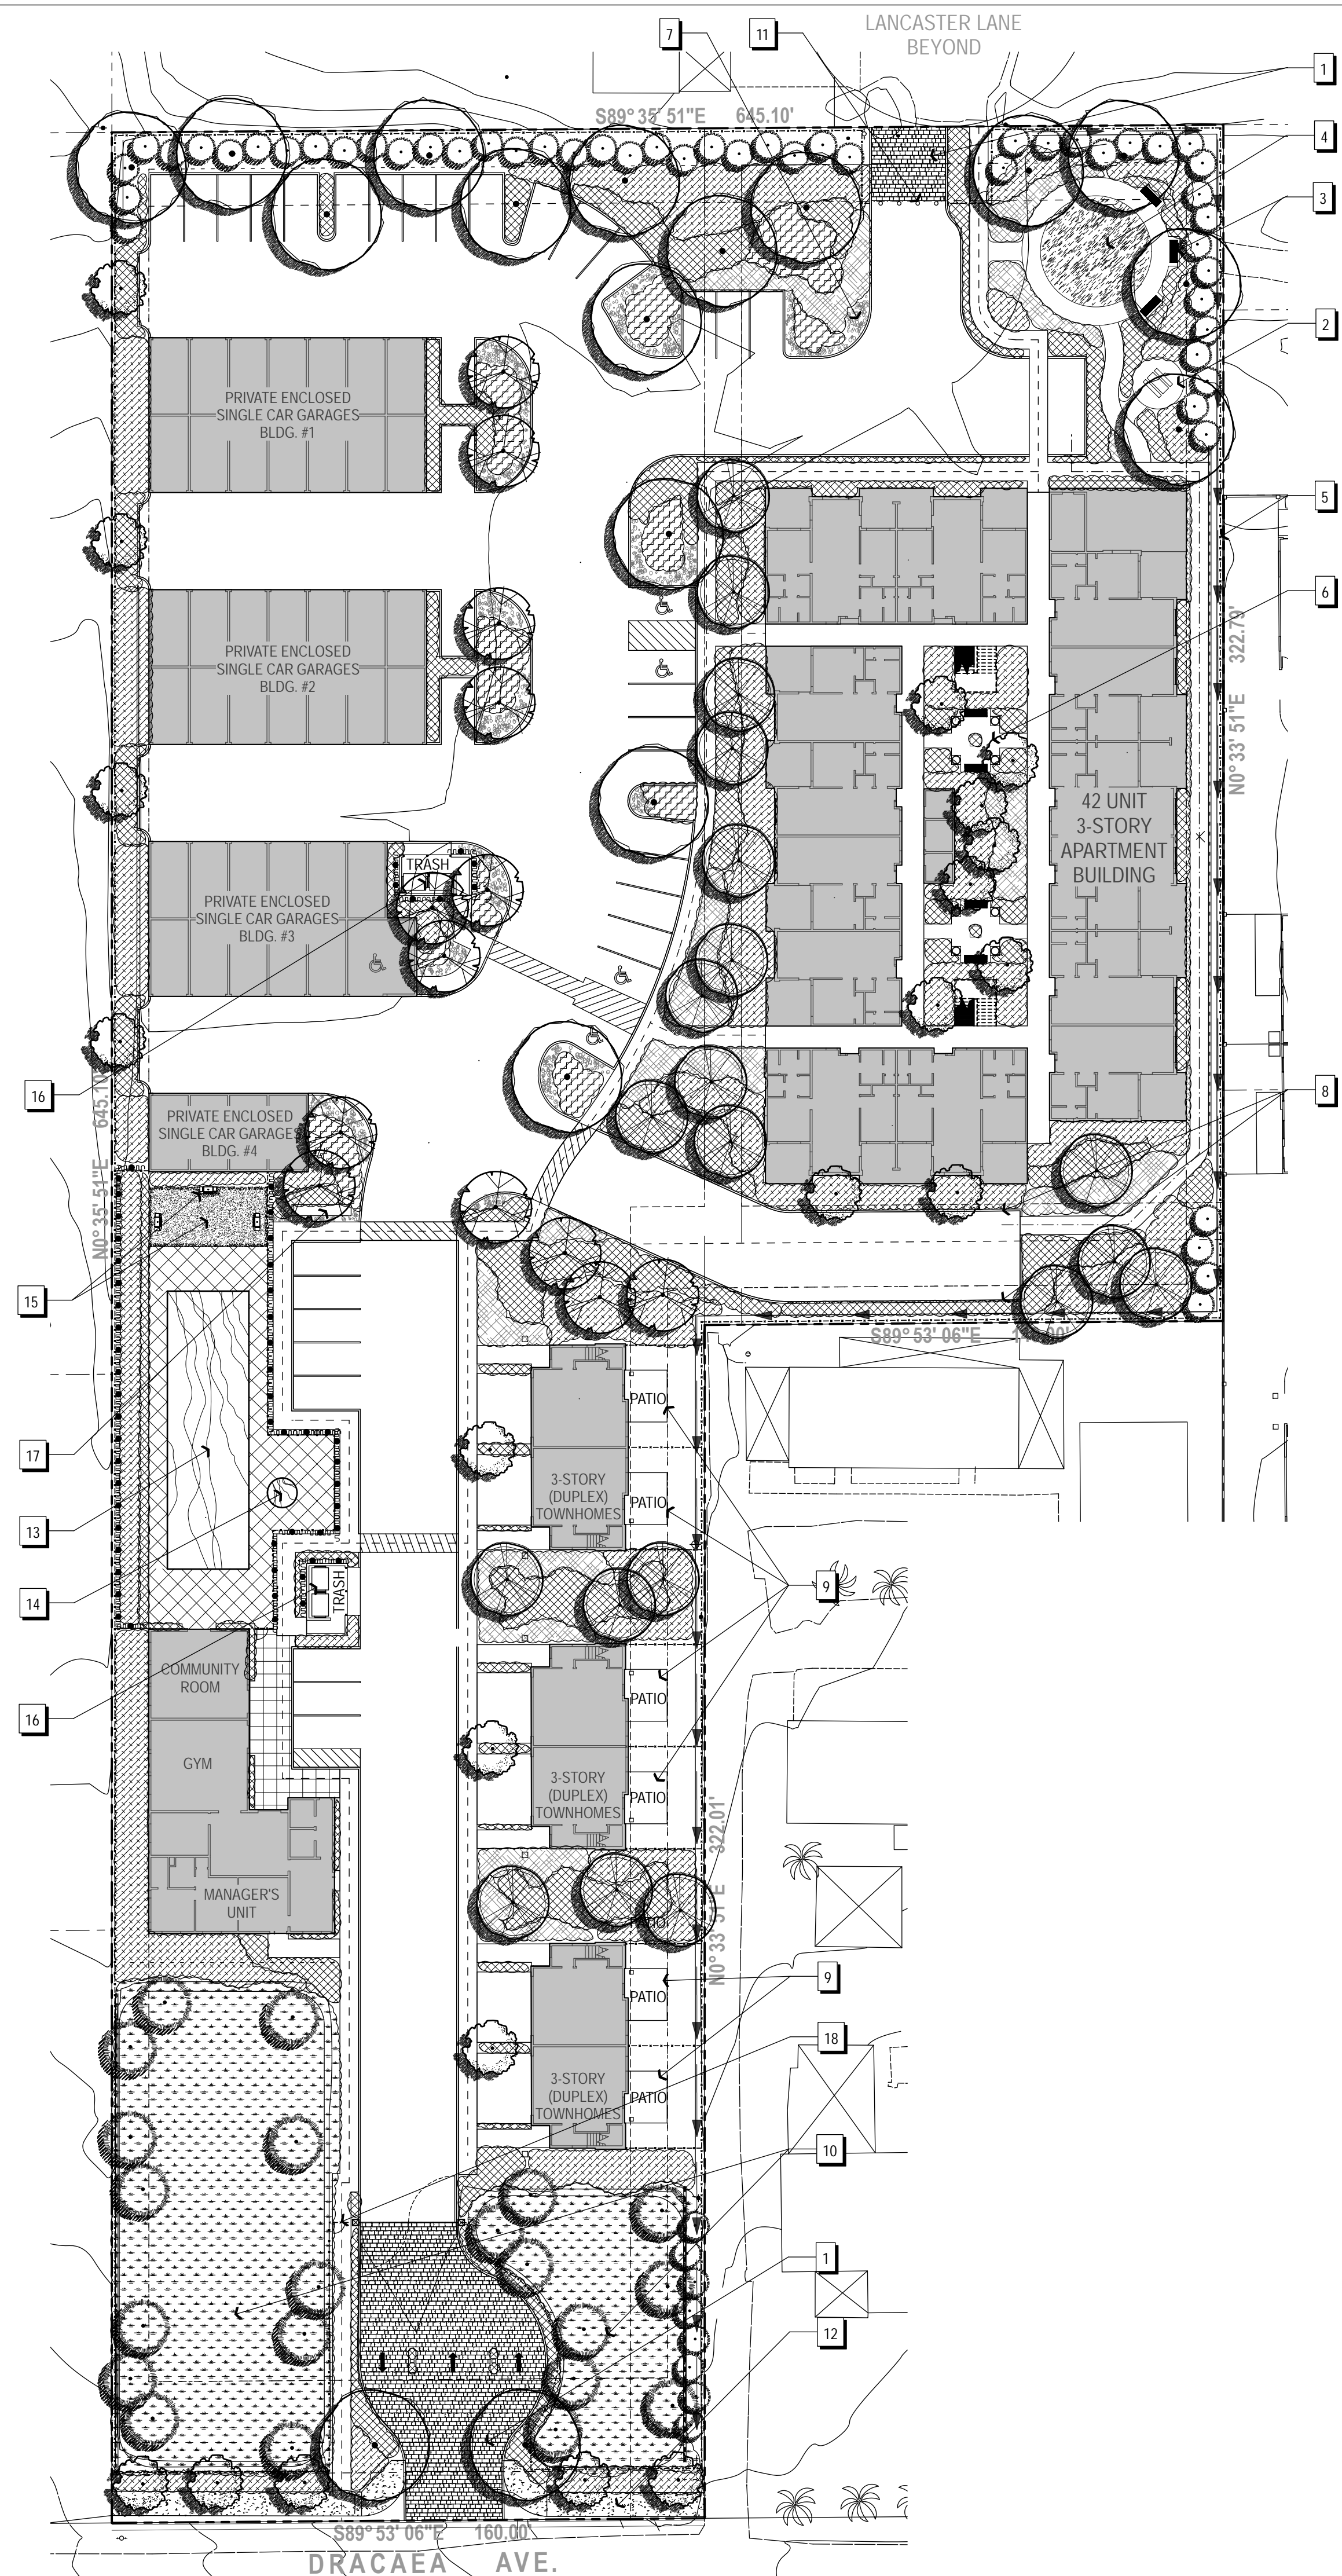 LANCASTER LANE
BEYOND
7
11
1
S89° 35' 51"E 645.10'
4
3
2
PRIVATE ENCLOSED
SINGLE CAR GARAGES
BLDG. #1
5
6
N0° 33' 51"E 322.79'
PRIVATE ENCLOSED
SINGLE CAR GARAGES
BLDG. #2
42 UNIT
3-STORY
APARTMENT
BUILDING
TRASH
PRIVATE ENCLOSED
SINGLE CAR GARAGES
BLDG. #3
16
8
PRIVATE ENCLOSED
SINGLE CAR GARAGES
BLDG. #4
N0° 35' 51"E
15
S89° 53' 06"E
PATIO
17
3-STORY
(DUPLEX)
TOWNHOMES
PATIO
13
14
9
TRASH
COMMUNITY
ROOM
PATIO
16
GYM
3-STORY
(DUPLEX)
TOWNHOMES
PATIO
N0° 33' 51"E 322.01'
MANAGER'S
UNIT
PATIO
9
PATIO
18
3-STORY
(DUPLEX)
TOWNHOMES
PATIO
10
1
12
S89° 53' 06"E 160.00'
DRACAEA AVE.